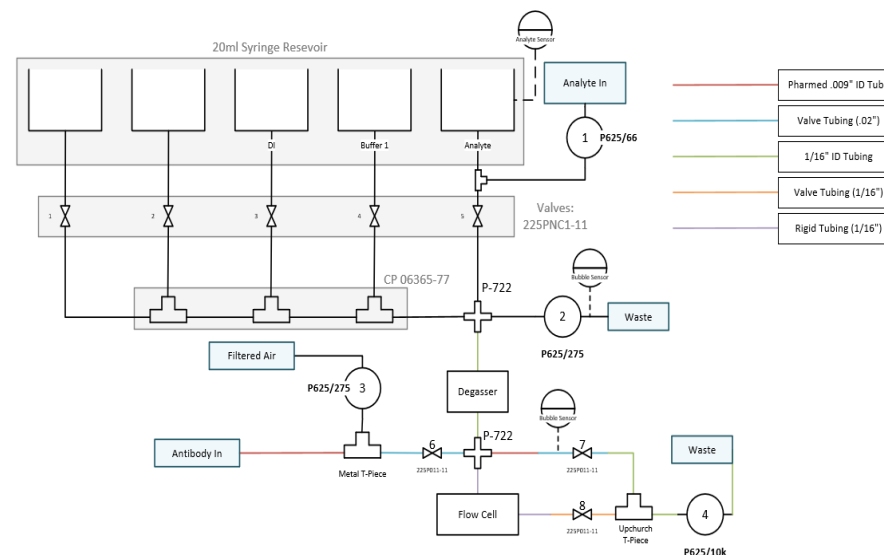 20ml Syringe Resevoir
Analyte Sensor
Analyte In
DI
Buffer 1
Analyte
1
P625/66
Pharmed .009" ID Tub
Valve Tubing (.02")
1/16" ID Tubing
Valve Tubing (1/16")
Rigid Tubing (1/16")
1
2
3
4
5
Valves:
225PNC1-11
CP 06365-77
P-722
Bubble Sensor
2
Waste
P625/275
Filtered Air
P625/275
3
Degasser
Bubble Sensor
Antibody In
Metal T-Piece
6
225P011-11
P-722
7
225P011-11
Waste
Flow Cell
8
225P011-11
Upchurch
T-Piece
4
P625/10k